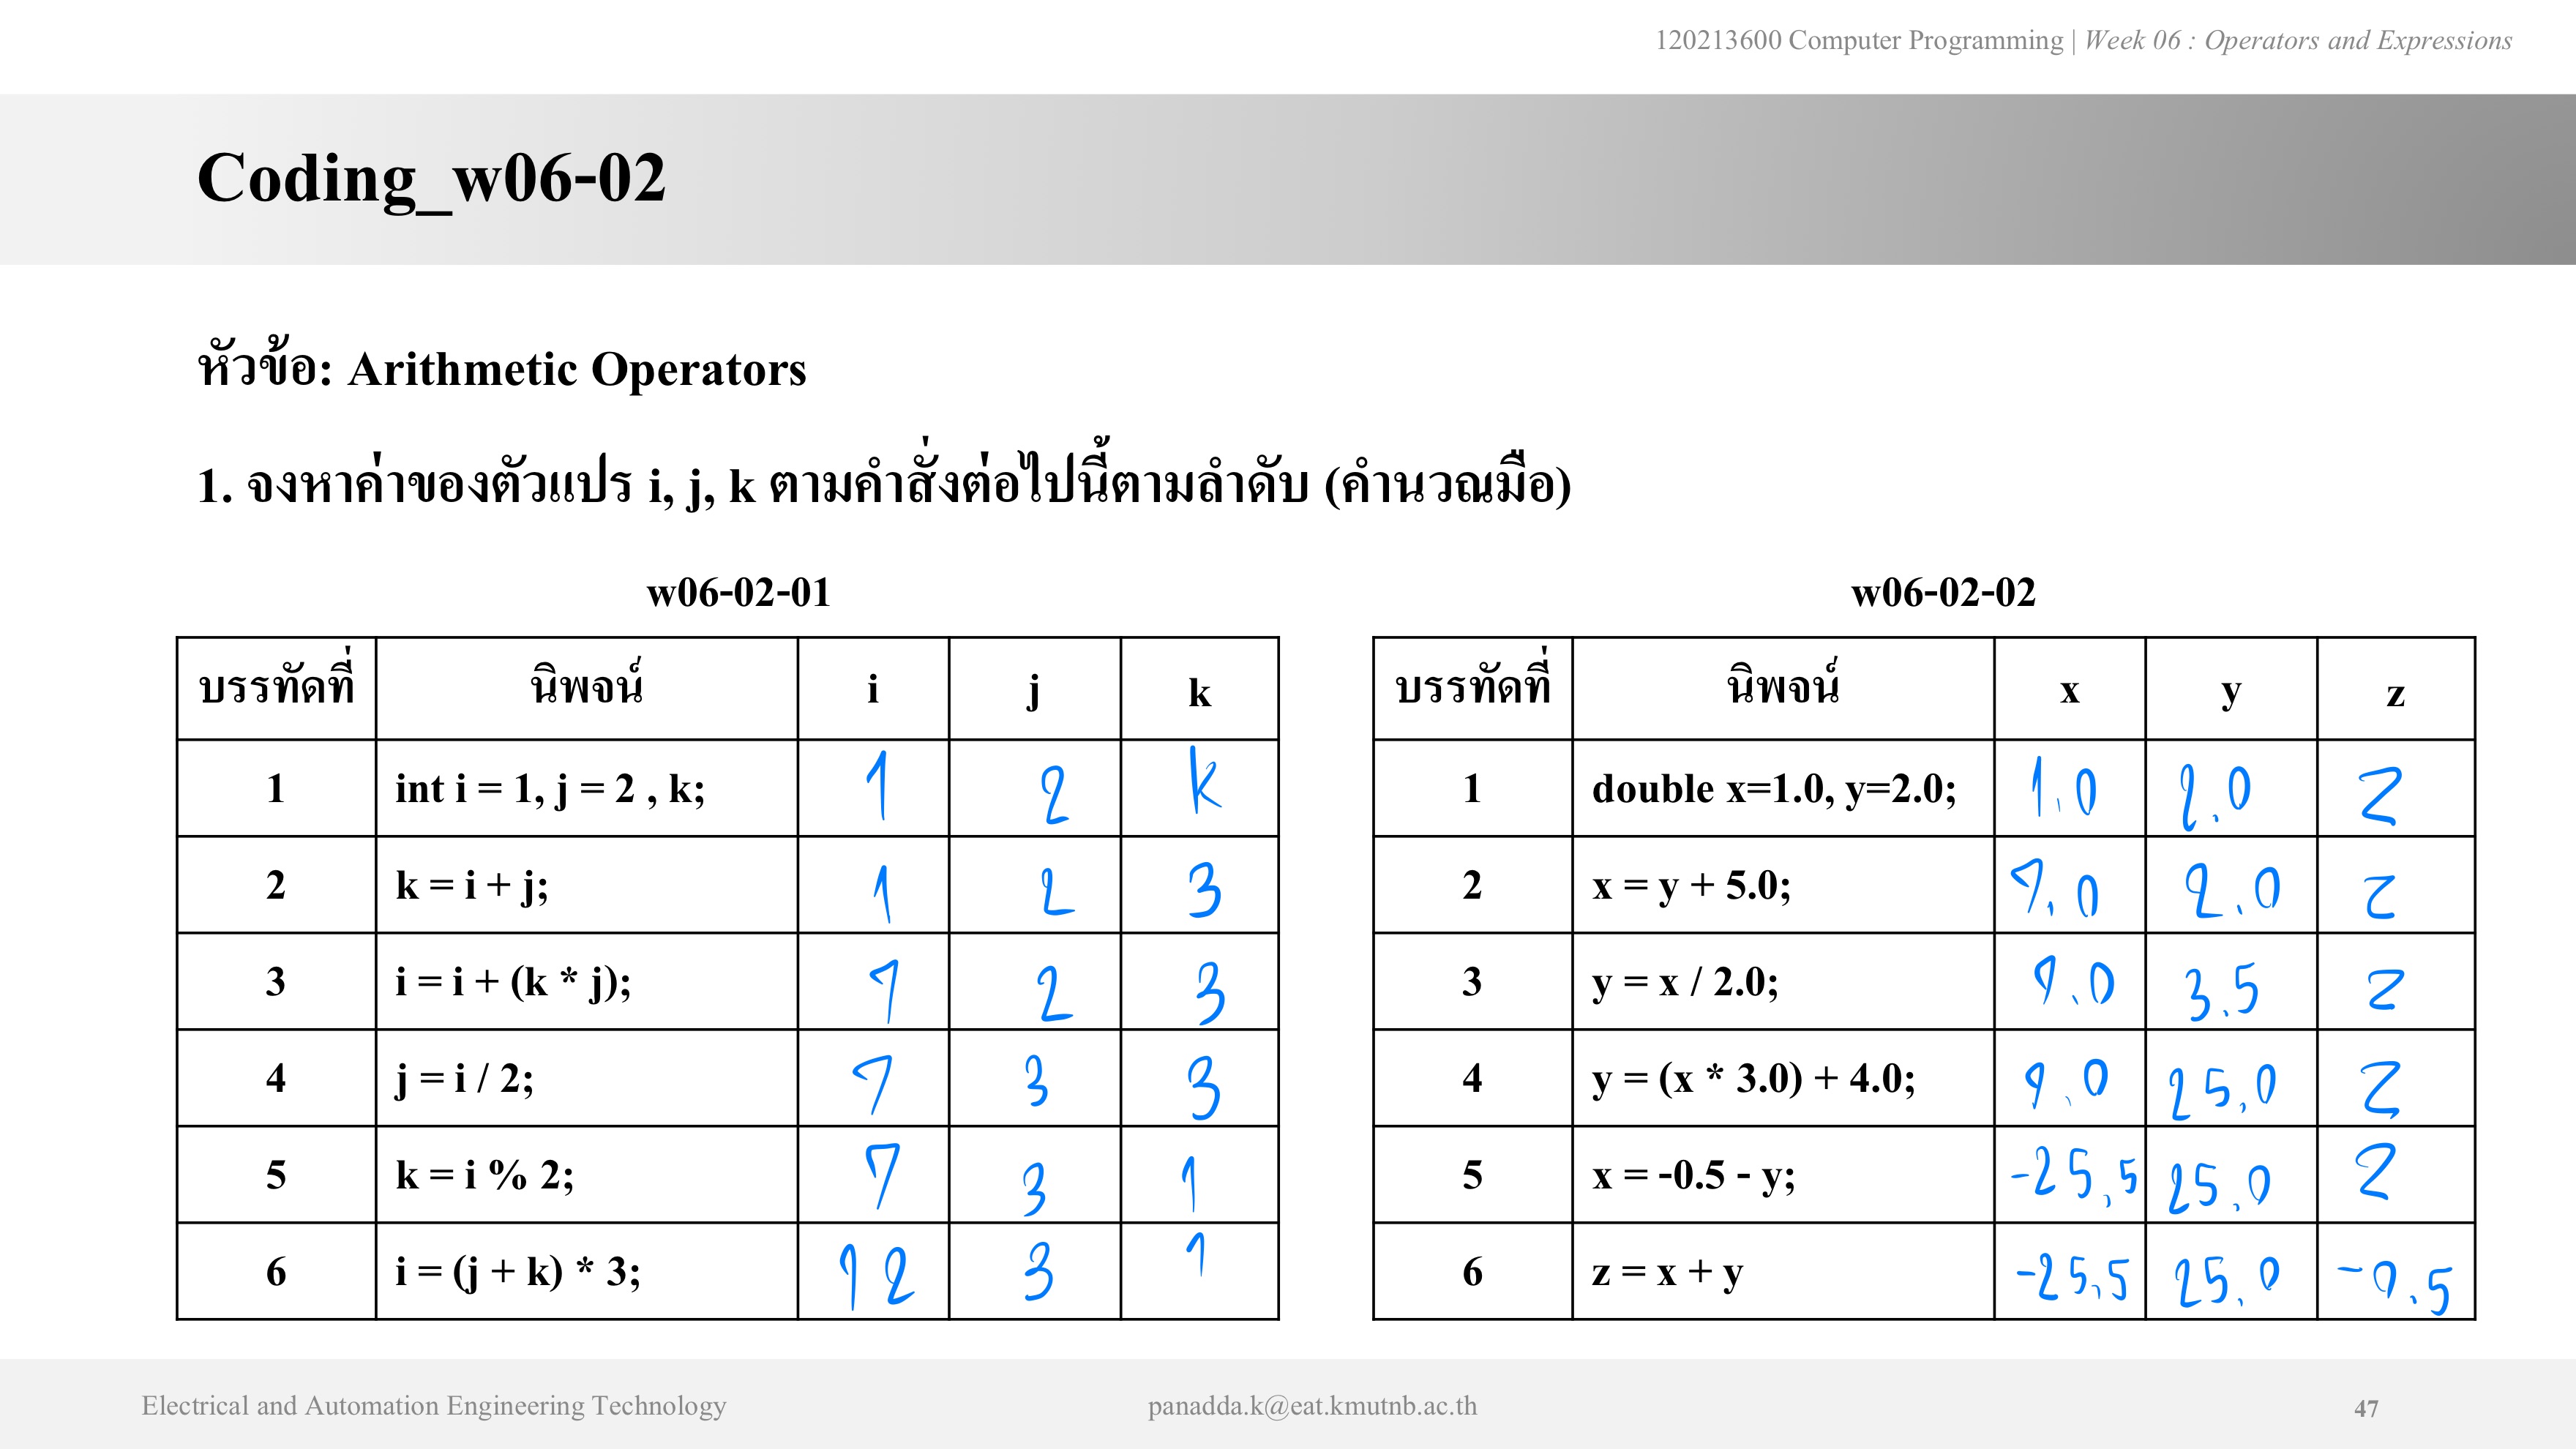 120213600 Computer Programming | Week 06 : Operators and Expressions
Coding_w06-02
หัวข้อ: Arithmetic Operators
1. จงหาค่าของตัวแปร i, j, k ตามคำสั่งต่อไปนี้ตามลำดับ (คำนวณมือ)
w06-02-01
บรรทัดที่ นิพจน์ i j k
1 int i = 1, j = 2 , k; 1 2 k
2 k = i + j; 1 2 3
3 i = i + (k * j); 7 2 3
4 j = i / 2; 7 3 3
5 k = i % 2; 7 3 1
6 i = (j + k) * 3; 12 3 1
w06-02-02
บรรทัดที่ นิพจน์ x y z
1 double x=1.0, y=2.0; 1.0 2.0 z
2 x = y + 5.0; 7.0 2.0 z
3 y = x / 2.0; 7.0 3.5 z
4 y = (x * 3.0) + 4.0; 7.0 25.0 z
5 x = -0.5 - y; -25.5 25.0 z
6 z = x + y -25.5 25.0 -0.5
Electrical and Automation Engineering Technology
panadda.k@eat.kmutnb.ac.th
47